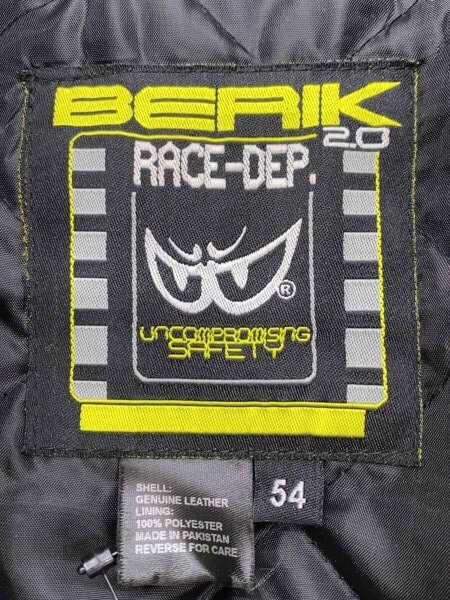 BERIK
2.0
RACE-DEP.
®
UNCOMPROMISING
SAFETY
54
SHELL:
GENUINE LEATHER
LINING:
100% POLYESTER
MADE IN PAKISTAN
REVERSE FOR CARE